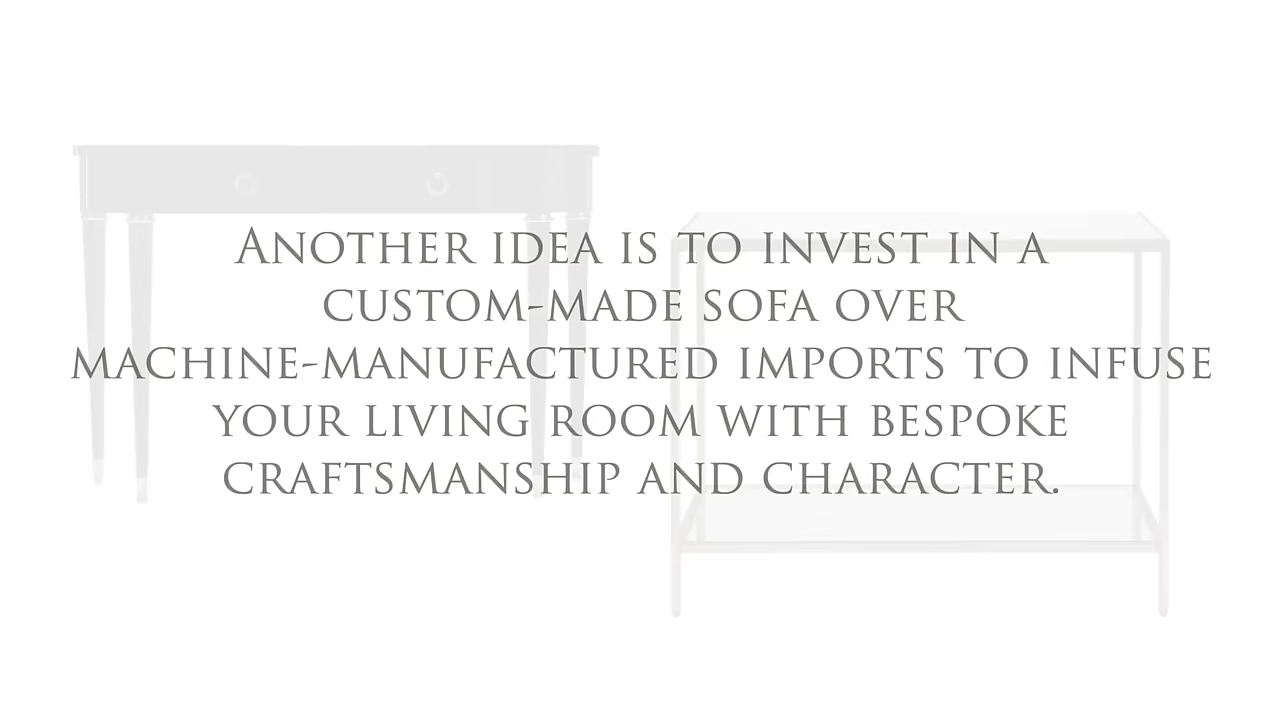 Another idea is to invest in a
custom-made sofa over
machine-manufactured imports to infuse
your living room with bespoke
craftsmanship and character.